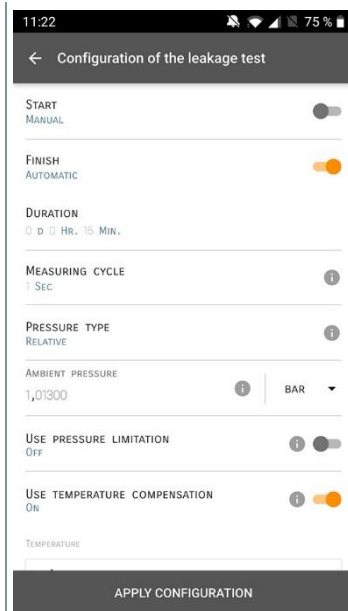 11:22 75 %
Configuration of the leakage test
START
MANUAL
FINISH
AUTOMATIC
DURATION
0 D 0 HR. 15 MIN.
MEASURING CYCLE
1 SEC
PRESSURE TYPE
RELATIVE
AMBIENT PRESSURE
1,01300 BAR
USE PRESSURE LIMITATION
OFF
USE TEMPERATURE COMPENSATION
ON
TEMPERATURE
APPLY CONFIGURATION